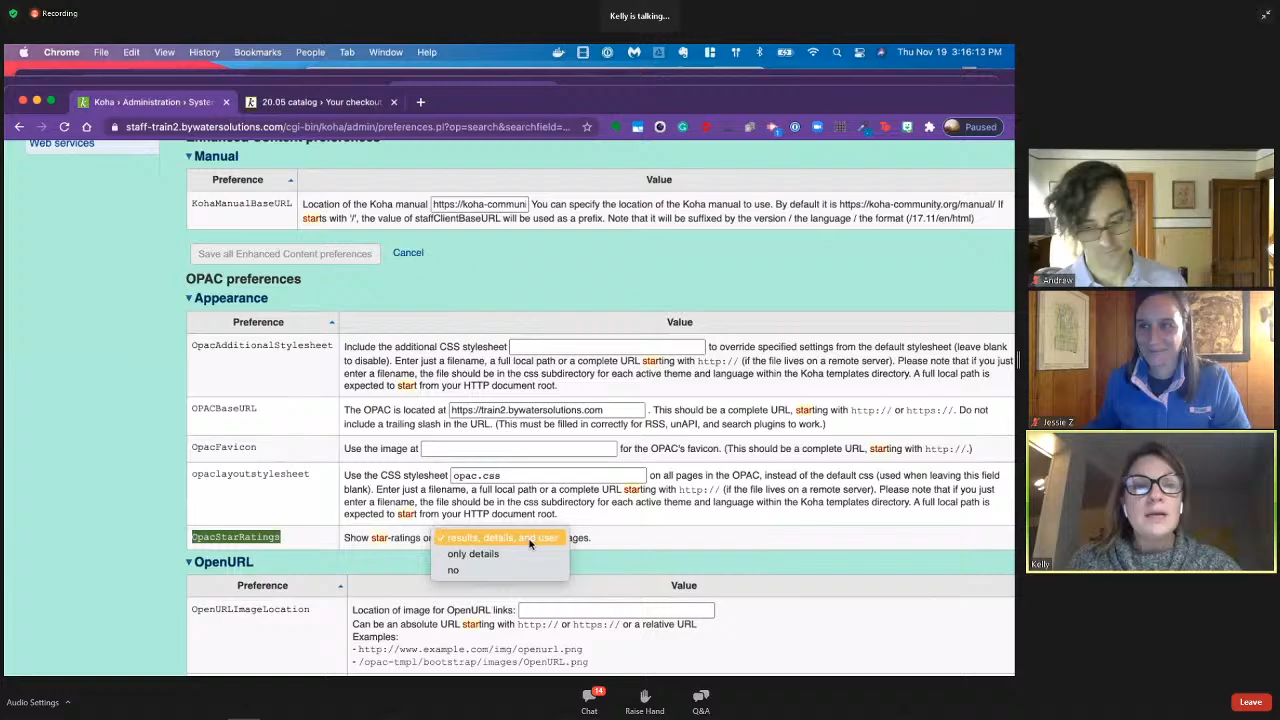 Recording
Kelly is talking...
Chrome File Edit View History Bookmarks People Tab Window Help Thu Nov 19 3:16:13 PM
Koha › Administration › Syste
20.05 catalog › Your checkout
staff-train2.bywatersolutions.com/cgi-bin/koha/admin/preferences.pl?op=search&searchfield=...
Paused
Web services
Enhanced Content preferences
Manual
Preference Value
KohaManualBaseURL
Location of the Koha manual https://koha-communi You can specify the location of the Koha manual to use. By default it is https://koha-community.org/manual/ If
starts with '/', the value of staffClientBaseURL will be used as a prefix. Note that it will be suffixed by the version / the language / the format (/17.11/en/html)
Save all Enhanced Content preferences Cancel
OPAC preferences
Appearance
Preference Value
OpacAdditionalStylesheet
Include the additional CSS stylesheet to override specified settings from the default stylesheet (leave blank
to disable). Enter just a filename, a full local path or a complete URL starting with http:// (if the file lives on a remote server). Please note that if you just
enter a filename, the file should be in the css subdirectory for each active theme and language within the Koha templates directory. A full local path is
expected to start from your HTTP document root.
OPACBaseURL
The OPAC is located at https://train2.bywatersolutions.com . This should be a complete URL, starting with http:// or https://. Do not
include a trailing slash in the URL. (This must be filled in correctly for RSS, unAPI, and search plugins to work.)
OpacFavicon
Use the image at for the OPAC's favicon. (This should be a complete URL, starting with http://.)
opaclayoutstylesheet
Use the CSS stylesheet opac.css on all pages in the OPAC, instead of the default css (used when leaving this field
blank). Enter just a filename, a full local path or a complete URL starting with http:// (if the file lives on a remote server). Please note that if you just
enter a filename, the file should be in the css subdirectory for each active theme and language within the Koha templates directory. A full local path is
expected to start from your HTTP document root.
OpacStarRatings
Show star-ratings on results, details, and user ages.
only details
no
OpenURL
Preference Value
OpenURLImageLocation
Location of image for OpenURL links:
Can be an absolute URL starting with http:// or https:// or a relative URL
Examples:
- http://www.example.com/img/openurl.png
- /opac-tmpl/bootstrap/images/OpenURL.png
Andrew
Jessie Z
Kelly
Audio Settings
14
Chat
Raise Hand
Q&A
Leave